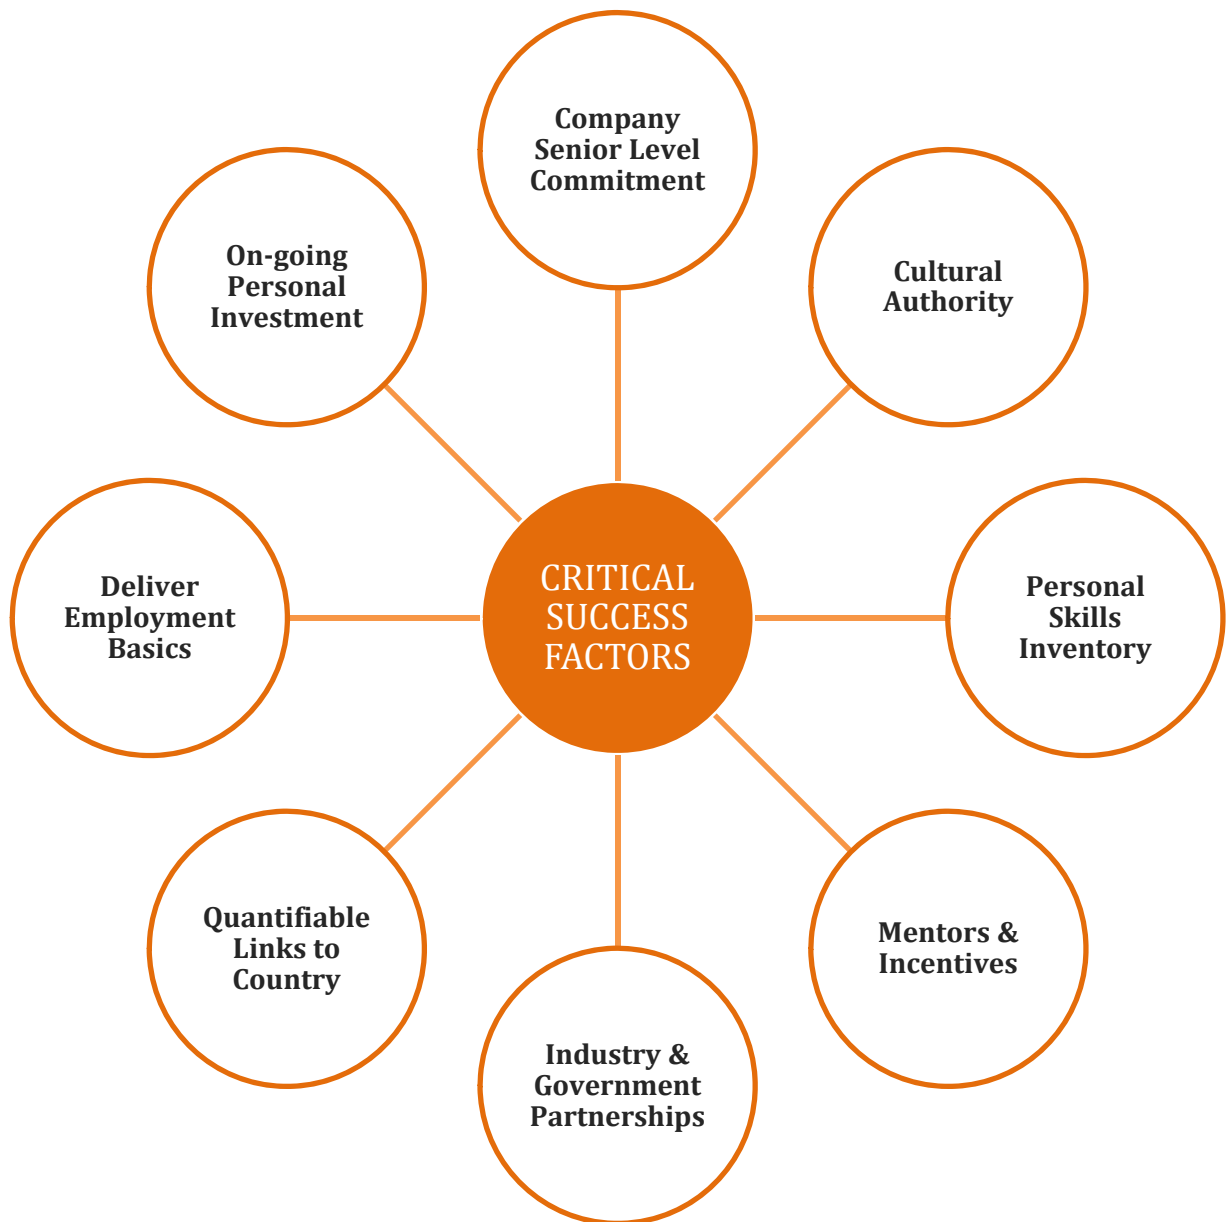 Company
Senior Level
Commitment
Cultural
Authority
Personal
Skills
Inventory
Mentors &
Incentives
Industry &
Government
Partnerships
Quantifiable
Links to
Country
Deliver
Employment
Basics
On-going
Personal
Investment
CRITICAL
SUCCESS
FACTORS